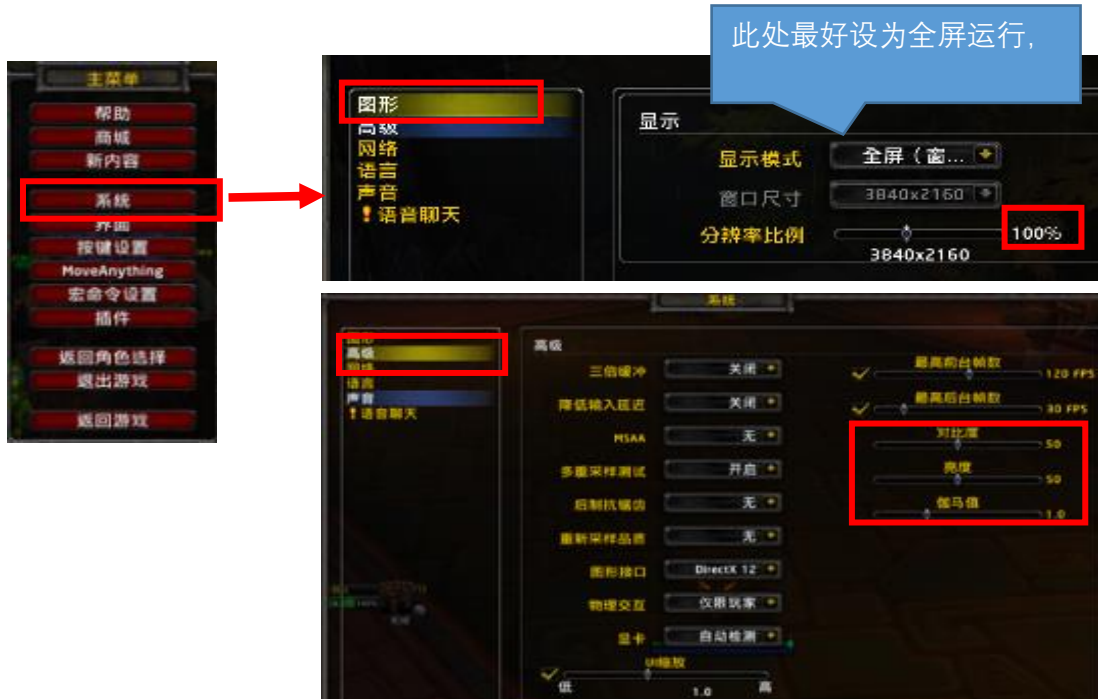 此处最好设为全屏运行,
主菜单
帮助
商城
新内容
系统
界面
按键设置
MoveAnything
宏命令设置
插件
返回角色选择
退出游戏
返回游戏
图形
高级
网络
语言
声音
!语音聊天
显示
显示模式 全屏（窗...
窗口尺寸 3840x2160
分辨率比例 100%
3840x2160
系统
图形
高级
网络
语言
声音
!语音聊天
高级
三倍缓冲 关闭
降低输入延迟 关闭
MSAA 无
多重采样测试 开启
后制抗锯齿 无
重新采样品质 无
图形接口 DirectX 12
物理交互 仅限玩家
显卡 自动检测
UI缩放
低 1.0 高
最高前台帧数
120 FPS
最高后台帧数
30 FPS
对比度
50
亮度
50
伽马值
1.0